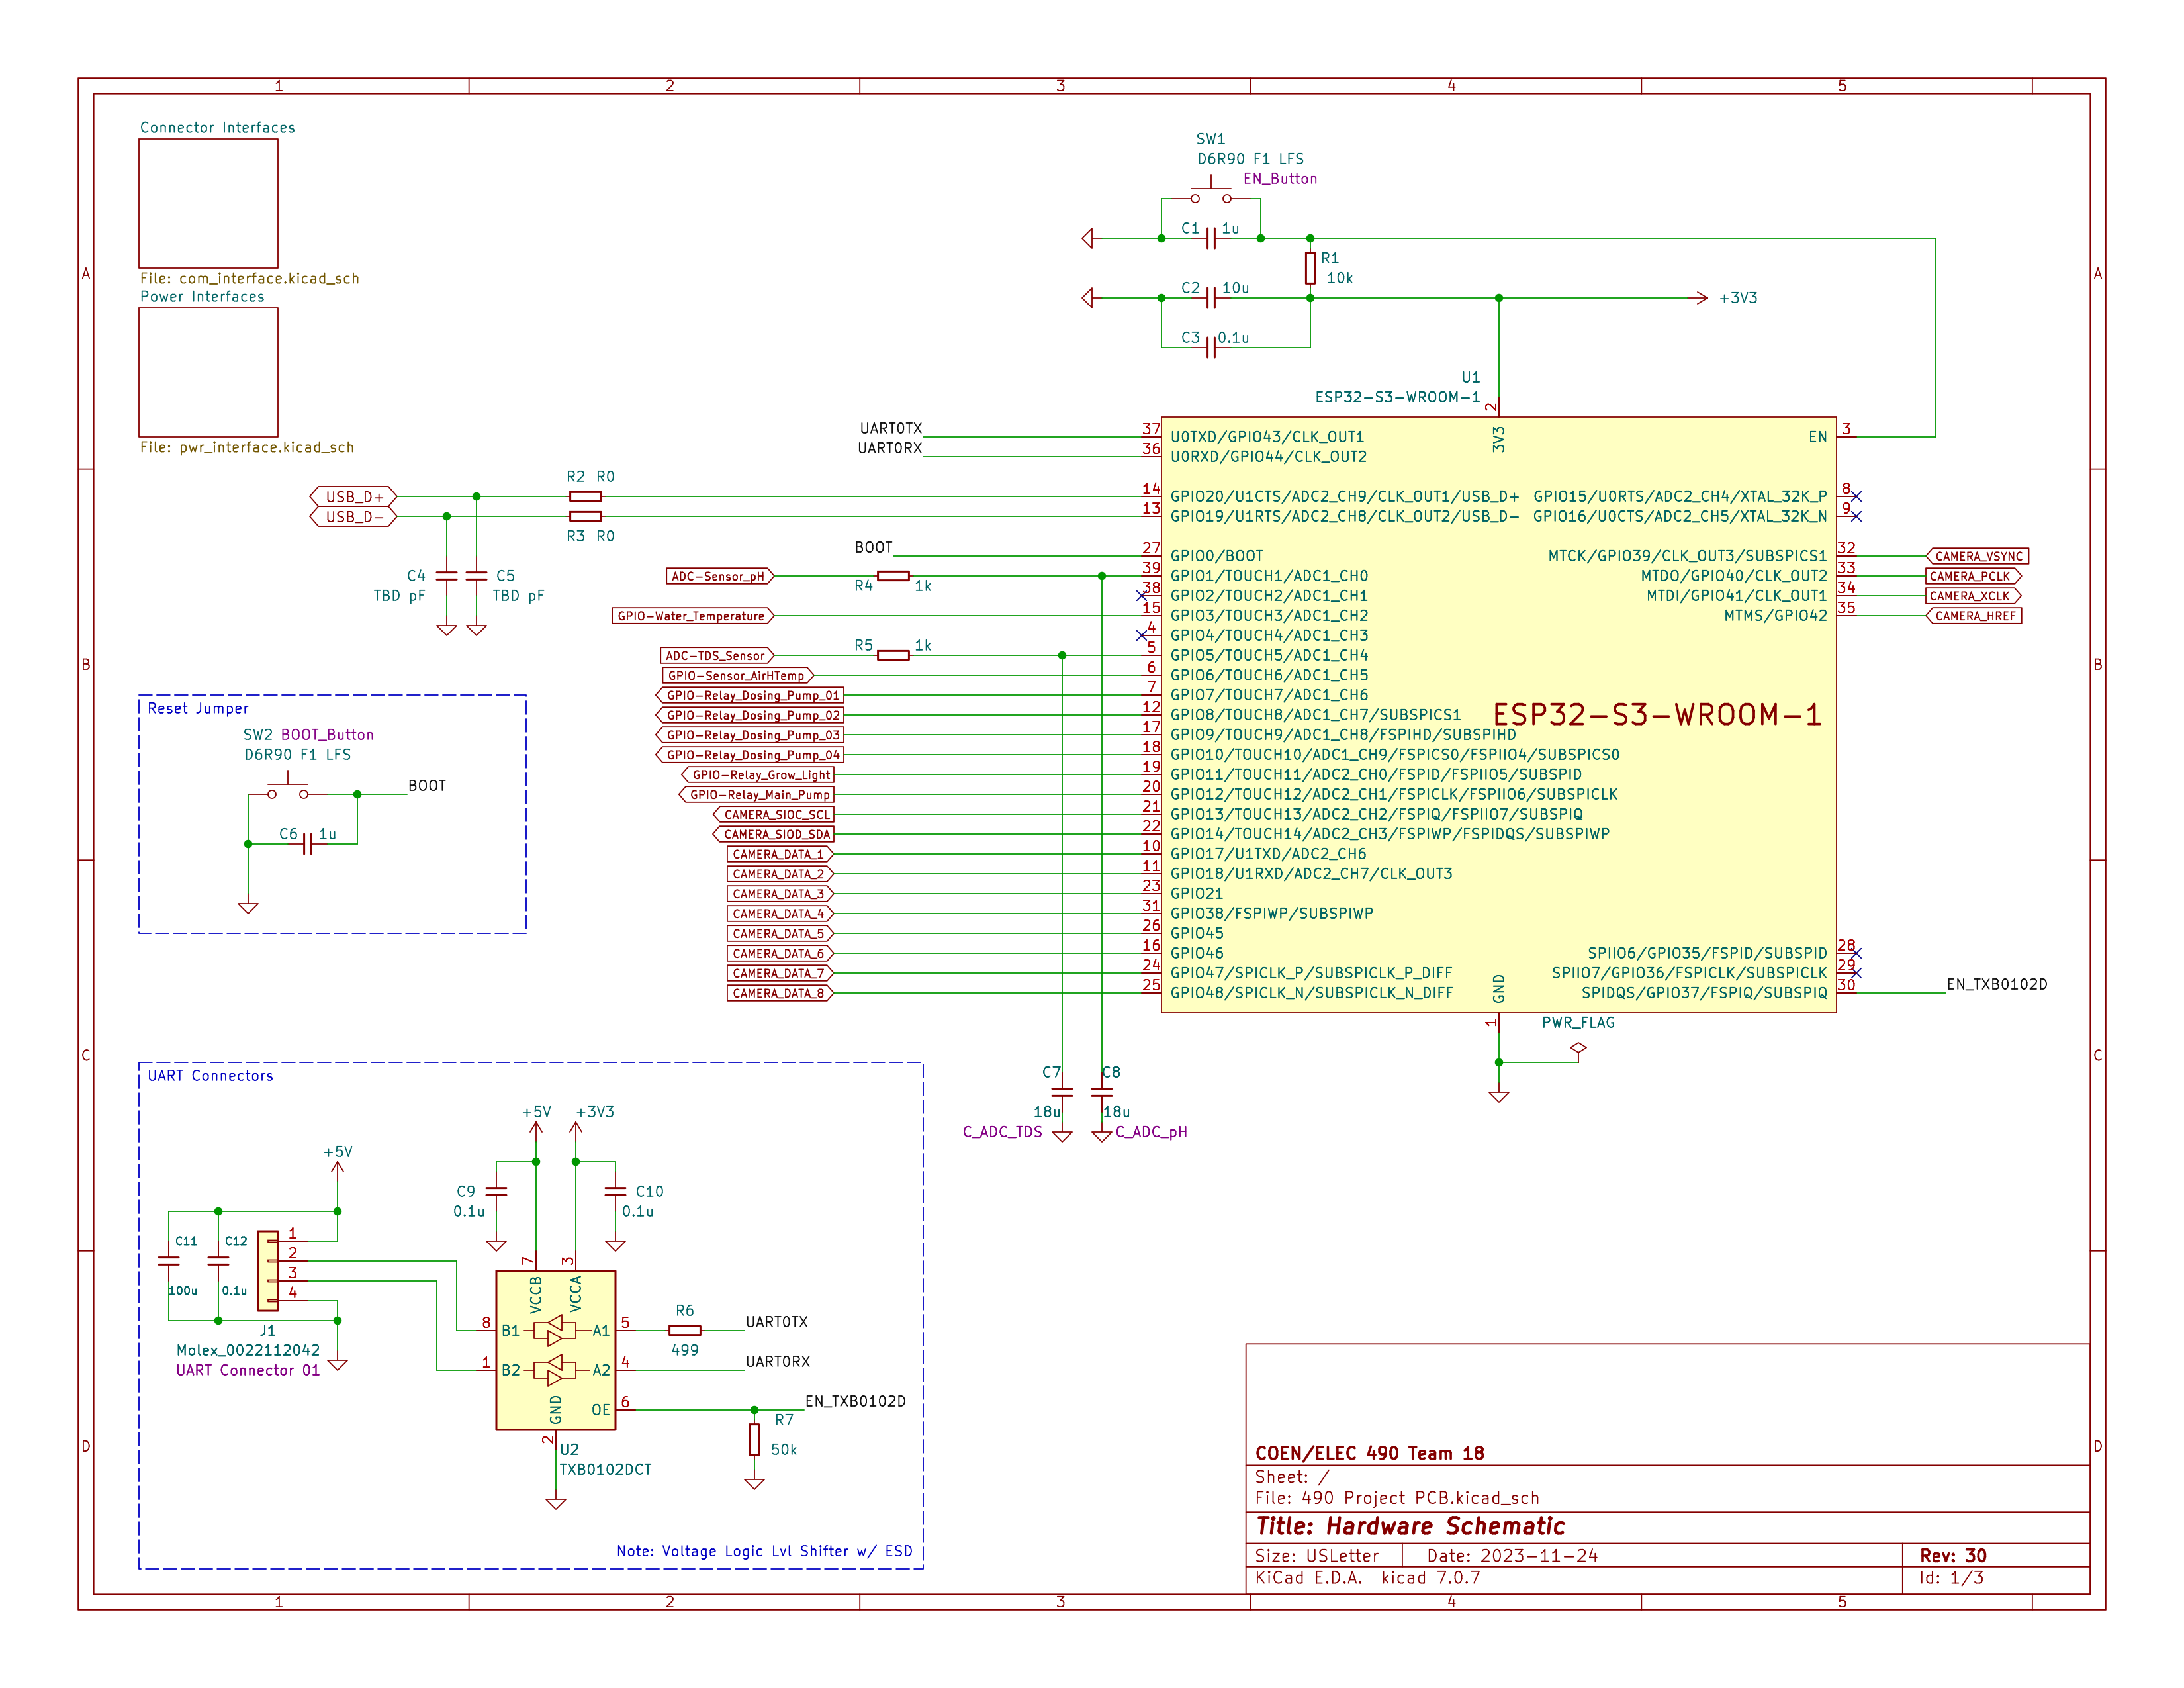 1 2 3 4 5
A
B
C
D
Connector Interfaces
File: com_interface.kicad_sch
Power Interfaces
File: pwr_interface.kicad_sch
SW1
D6R90 F1 LFS
EN_Button
C1 1u
R1
10k
C2 10u
+3V3
C3 0.1u
U1
ESP32-S3-WROOM-1
2
3V3
UART0TX
37 U0TXD/GPIO43/CLK_OUT1
EN 3
UART0RX
36 U0RXD/GPIO44/CLK_OUT2
R2 R0
USB_D+
14 GPIO20/U1CTS/ADC2_CH9/CLK_OUT1/USB_D+
GPIO15/U0RTS/ADC2_CH4/XTAL_32K_P 8
USB_D-
13 GPIO19/U1RTS/ADC2_CH8/CLK_OUT2/USB_D-
GPIO16/U0CTS/ADC2_CH5/XTAL_32K_N 9
R3 R0
BOOT
27 GPIO0/BOOT
MTCK/GPIO39/CLK_OUT3/SUBSPICS1 32 CAMERA_VSYNC
C4
TBD pF
C5
TBD pF
ADC-Sensor_pH
R4 1k
39 GPIO1/TOUCH1/ADC1_CH0
MTDO/GPIO40/CLK_OUT2 33 CAMERA_PCLK
38 GPIO2/TOUCH2/ADC1_CH1
MTDI/GPIO41/CLK_OUT1 34 CAMERA_XCLK
GPIO-Water_Temperature
15 GPIO3/TOUCH3/ADC1_CH2
MTMS/GPIO42 35 CAMERA_HREF
4 GPIO4/TOUCH4/ADC1_CH3
ADC-TDS_Sensor
R5 1k
5 GPIO5/TOUCH5/ADC1_CH4
GPIO-Sensor_AirHTemp 6 GPIO6/TOUCH6/ADC1_CH5
GPIO-Relay_Dosing_Pump_01 7 GPIO7/TOUCH7/ADC1_CH6
GPIO-Relay_Dosing_Pump_02 12 GPIO8/TOUCH8/ADC1_CH7/SUBSPICS1
ESP32-S3-WROOM-1
GPIO-Relay_Dosing_Pump_03 17 GPIO9/TOUCH9/ADC1_CH8/FSPIHD/SUBSPIHD
GPIO-Relay_Dosing_Pump_04 18 GPIO10/TOUCH10/ADC1_CH9/FSPICS0/FSPIIO4/SUBSPICS0
GPIO-Relay_Grow_Light 19 GPIO11/TOUCH11/ADC2_CH0/FSPID/FSPIIO5/SUBSPID
GPIO-Relay_Main_Pump 20 GPIO12/TOUCH12/ADC2_CH1/FSPICLK/FSPIIO6/SUBSPICLK
CAMERA_SIOC_SCL 21 GPIO13/TOUCH13/ADC2_CH2/FSPIQ/FSPIIO7/SUBSPIQ
CAMERA_SIOD_SDA 22 GPIO14/TOUCH14/ADC2_CH3/FSPIWP/FSPIDQS/SUBSPIWP
CAMERA_DATA_1 10 GPIO17/U1TXD/ADC2_CH6
CAMERA_DATA_2 11 GPIO18/U1RXD/ADC2_CH7/CLK_OUT3
CAMERA_DATA_3 23 GPIO21
CAMERA_DATA_4 31 GPIO38/FSPIWP/SUBSPIWP
CAMERA_DATA_5 26 GPIO45
CAMERA_DATA_6 16 GPIO46
SPIIO6/GPIO35/FSPID/SUBSPID 28
CAMERA_DATA_7 24 GPIO47/SPICLK_P/SUBSPICLK_P_DIFF
SPIIO7/GPIO36/FSPICLK/SUBSPICLK 29
CAMERA_DATA_8 25 GPIO48/SPICLK_N/SUBSPICLK_N_DIFF
SPIDQS/GPIO37/FSPIQ/SUBSPIQ 30 EN_TXB0102D
GND
1
PWR_FLAG
Reset Jumper
SW2 BOOT_Button
D6R90 F1 LFS
BOOT
C6 1u
C7
18u
C_ADC_TDS
C8
18u
C_ADC_pH
UART Connectors
+5V
+3V3
+5V
C9
0.1u
C10
0.1u
C11
100u
C12
0.1u
1
2
3
4
J1
Molex_0022112042
UART Connector 01
7
3
VCCB
VCCA
8 B1
A1 5
R6
499
UART0TX
1 B2
A2 4
UART0RX
GND
OE 6
EN_TXB0102D
R7
50k
2
U2
TXB0102DCT
Note: Voltage Logic Lvl Shifter w/ ESD
COEN/ELEC 490 Team 18
Sheet: /
File: 490 Project PCB.kicad_sch
Title: Hardware Schematic
Size: USLetter Date: 2023-11-24 Rev: 30
KiCad E.D.A. kicad 7.0.7 Id: 1/3
A
B
C
D
1 2 3 4 5